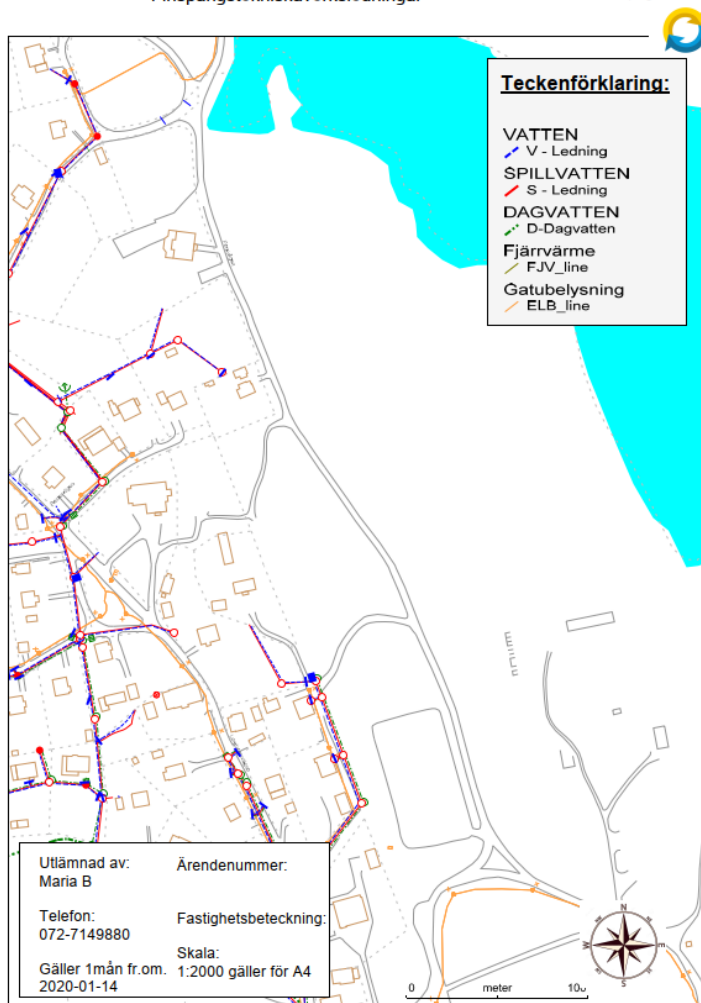 Teckenförklaring:
VATTEN
V - Ledning
SPILLVATTEN
S - Ledning
DAGVATTEN
D-Dagvatten
Fjärrvärme
FJV_line
Gatubelysning
ELB_line
Utlämnad av:
Maria B
Ärendenummer:
Telefon:
072-7149880
Fastighetsbeteckning:
Gäller 1mån fr.om.
2020-01-14
Skala:
1:2000 gäller för A4
N
W
S
0 meter